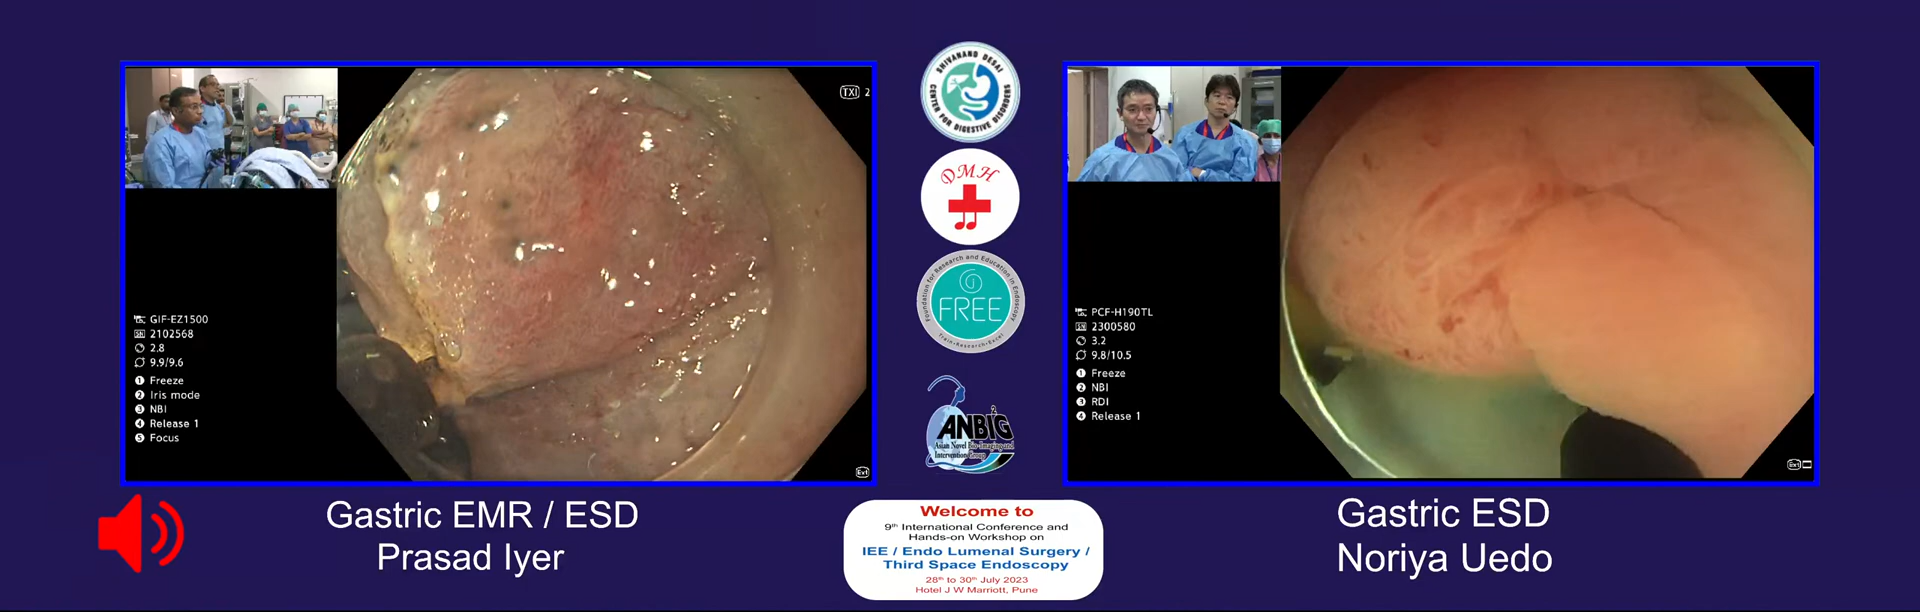 TXI 2
GIF-EZ1500
SN 2102568
2.8
9.9/9.6
1 Freeze
2 Iris mode
3 NBI
4 Release 1
5 Focus
Ex1
Gastric EMR / ESD
Prasad Iyer
SHIVANAND DESAI
CENTER FOR DIGESTIVE DISORDERS
DMH
Foundation for Research and Education in Endoscopy
FREE
Train-Research-Excel
ANBI2G
Asian Novel Bio-Imaging and
Intervention Group
Welcome to
9th International Conference and
Hands-on Workshop on
IEE / Endo Lumenal Surgery /
Third Space Endoscopy
28th to 30th July 2023
Hotel J W Marriott, Pune
PCF-H190TL
SN 2300580
3.2
9.8/10.5
1 Freeze
2 NBI
3 RDI
4 Release 1
Ex1
Gastric ESD
Noriya Uedo